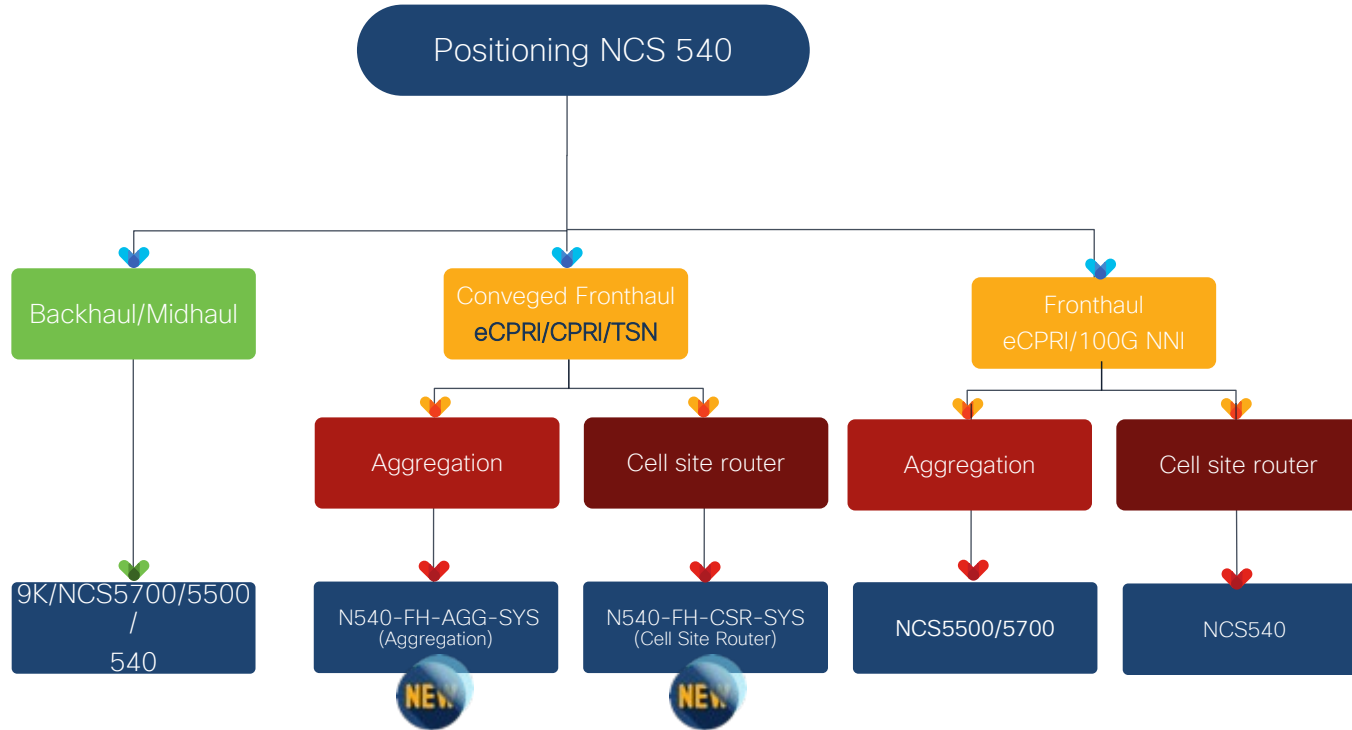 Positioning NCS 540
Backhaul/Midhaul
Conveged Fronthaul
eCPRI/CPRI/TSN
Fronthaul
eCPRI/100G NNI
Aggregation
Cell site router
Aggregation
Cell site router
9K/NCS5700/5500
/
540
N540-FH-AGG-SYS
(Aggregation)
N540-FH-CSR-SYS
(Cell Site Router)
NCS5500/5700
NCS540
NEW
NEW